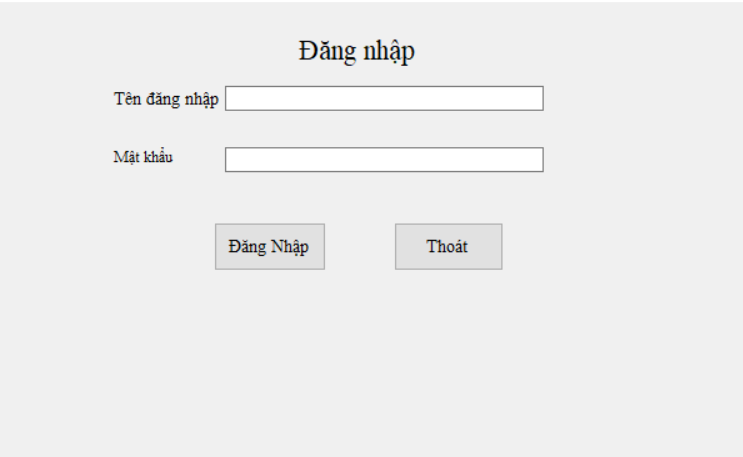 Đăng nhập
Tên đăng nhập
Mật khẩu
Đăng Nhập
Thoát